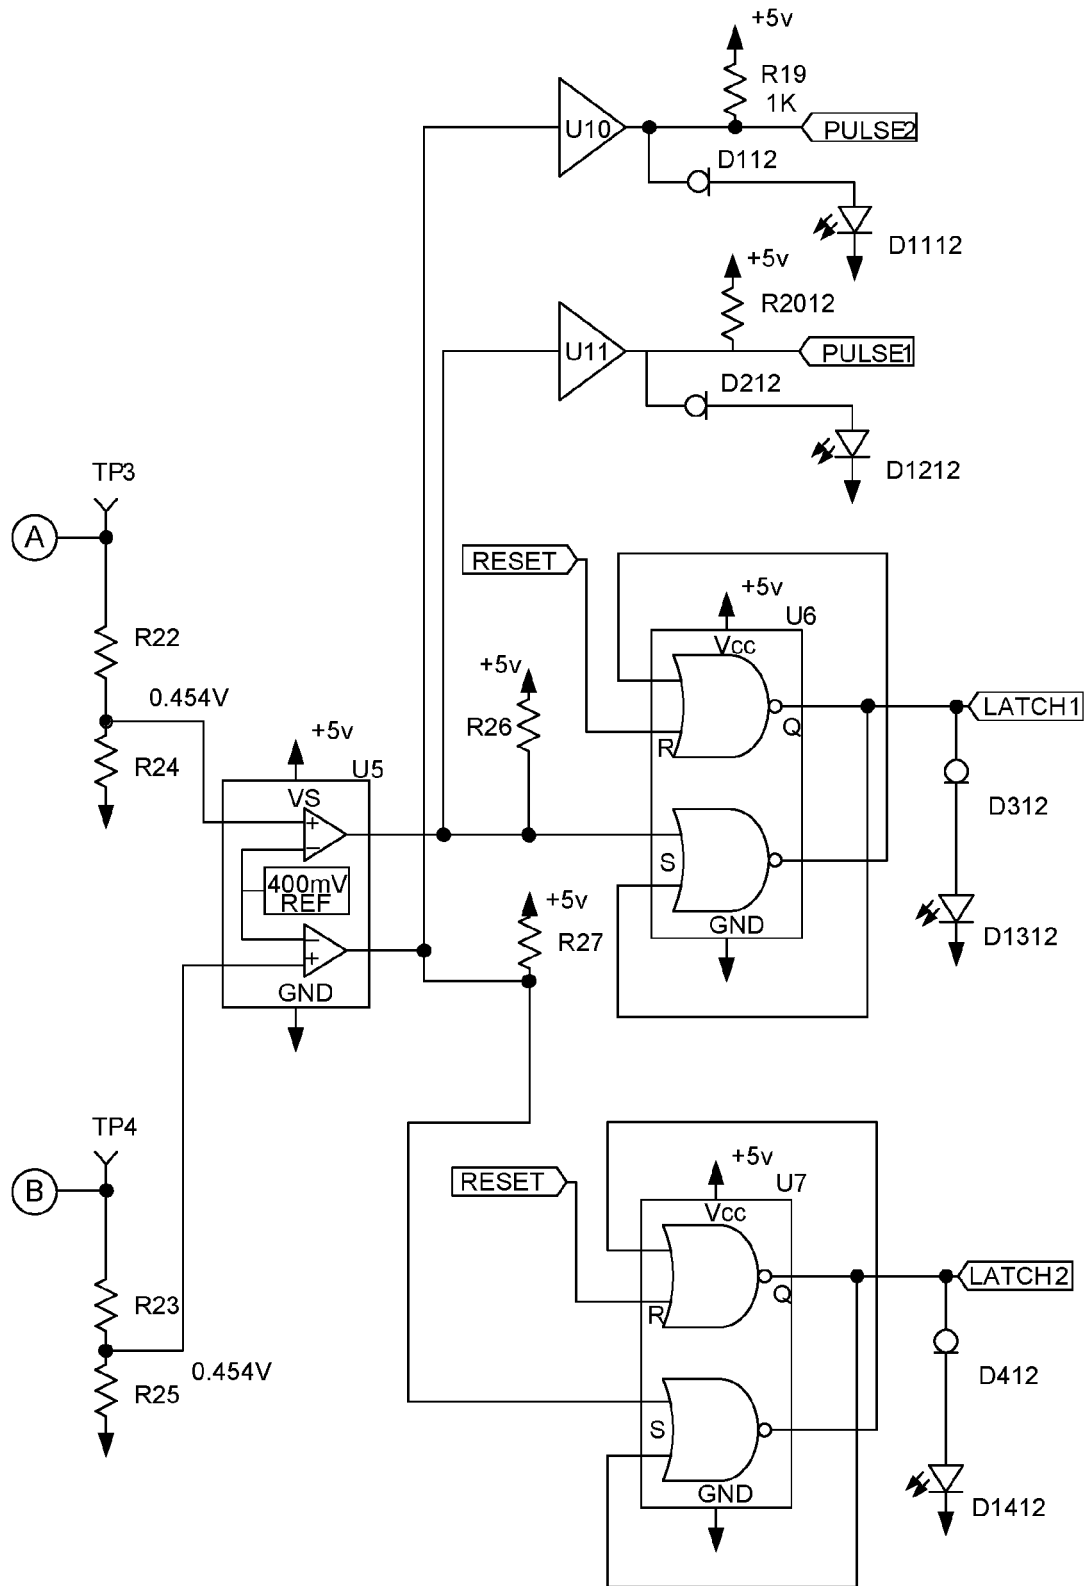 +5v
R19
1K
U10
PULSE2
D112
D1112
+5v
R2012
U11
PULSE1
D212
D1212
TP3
A
RESET
+5v
U6
Vcc
R22
+5v
0.454V
R26
LATCH1
Q
R
R24
+5v
U5
VS
D312
+
S
−
400mV
REF
+5v
GND
R27
D1312
−
+
GND
TP4
+5v
B
RESET
U7
Vcc
LATCH2
Q
R23
R
0.454V
D412
R25
S
GND
D1412